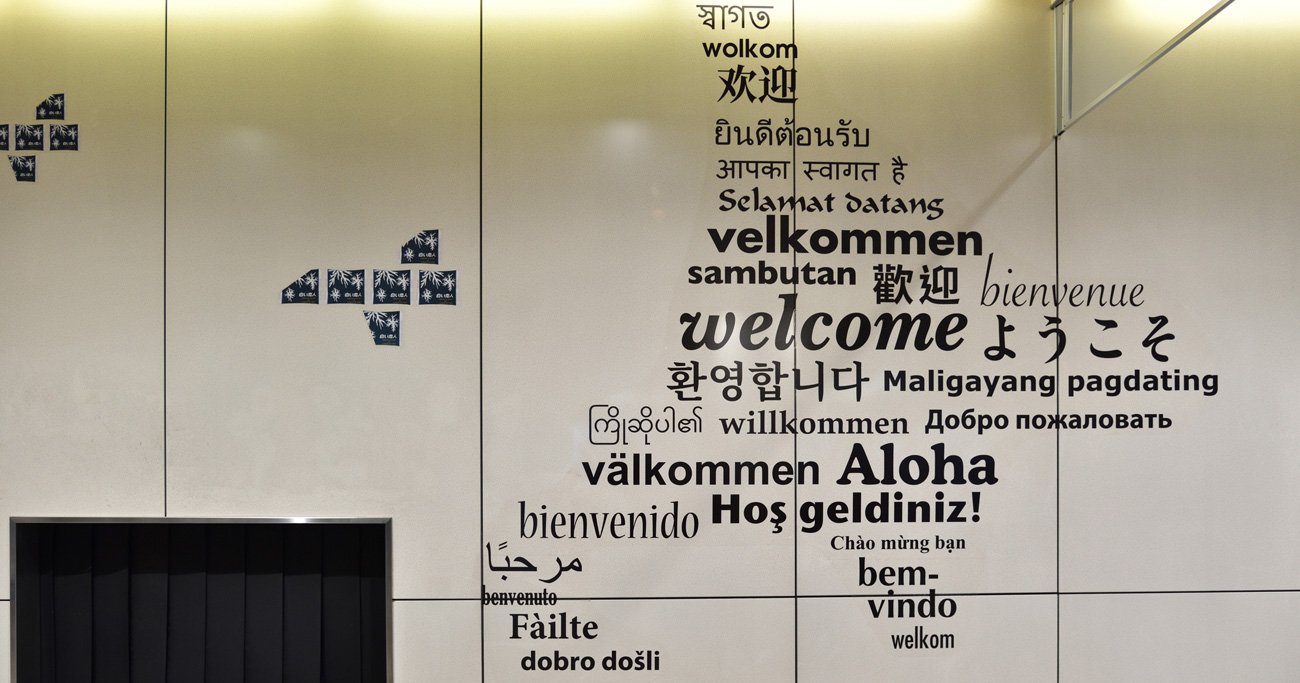 स्वागत
wolkom
欢迎
ยินดีต้อนรับ
आपका स्वागत है
Selamat datang
velkommen
sambutan 歡迎 bienvenue
welcome ようこそ
환영합니다 Maligayang pagdating
ကြိုဆိုပါ၏ willkommen Добро пожаловать
välkommen Aloha
bienvenido Hoş geldiniz!
Chào mừng bạn
مرحبًا
bem-
benvenuto vindo
Fàilte welkom
dobro došli